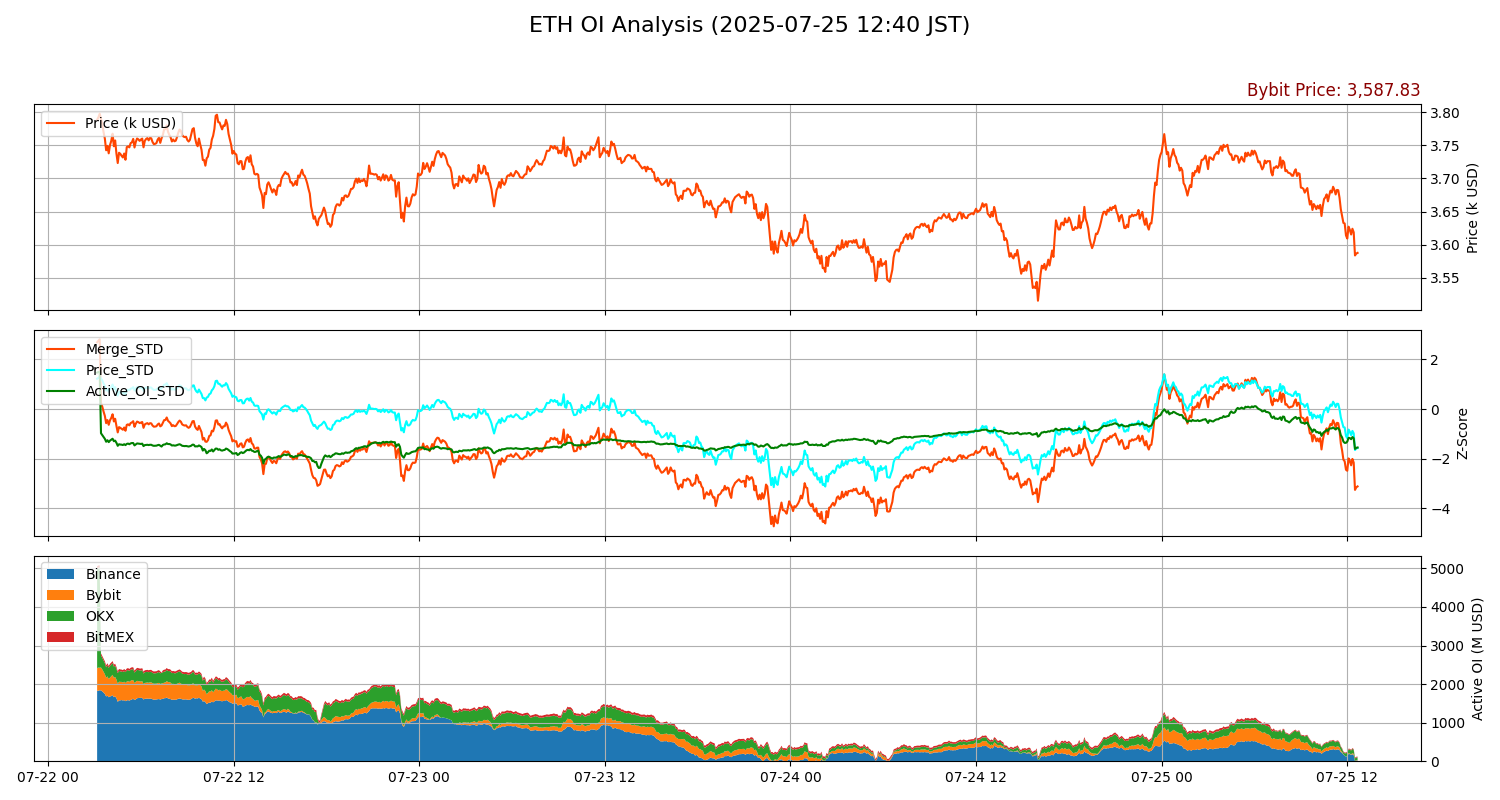 ETH OI Analysis (2025-07-25 12:40 JST)
Bybit Price: 3,587.83
Price (k USD)
3.80
3.75
3.70
3.65
3.60
3.55
Price (k USD)
Merge_STD
Price_STD
Active_OI_STD
2
0
−2
−4
Z-Score
Binance
Bybit
OKX
BitMEX
5000
4000
3000
2000
1000
0
Active OI (M USD)
07-22 00
07-22 12
07-23 00
07-23 12
07-24 00
07-24 12
07-25 00
07-25 12